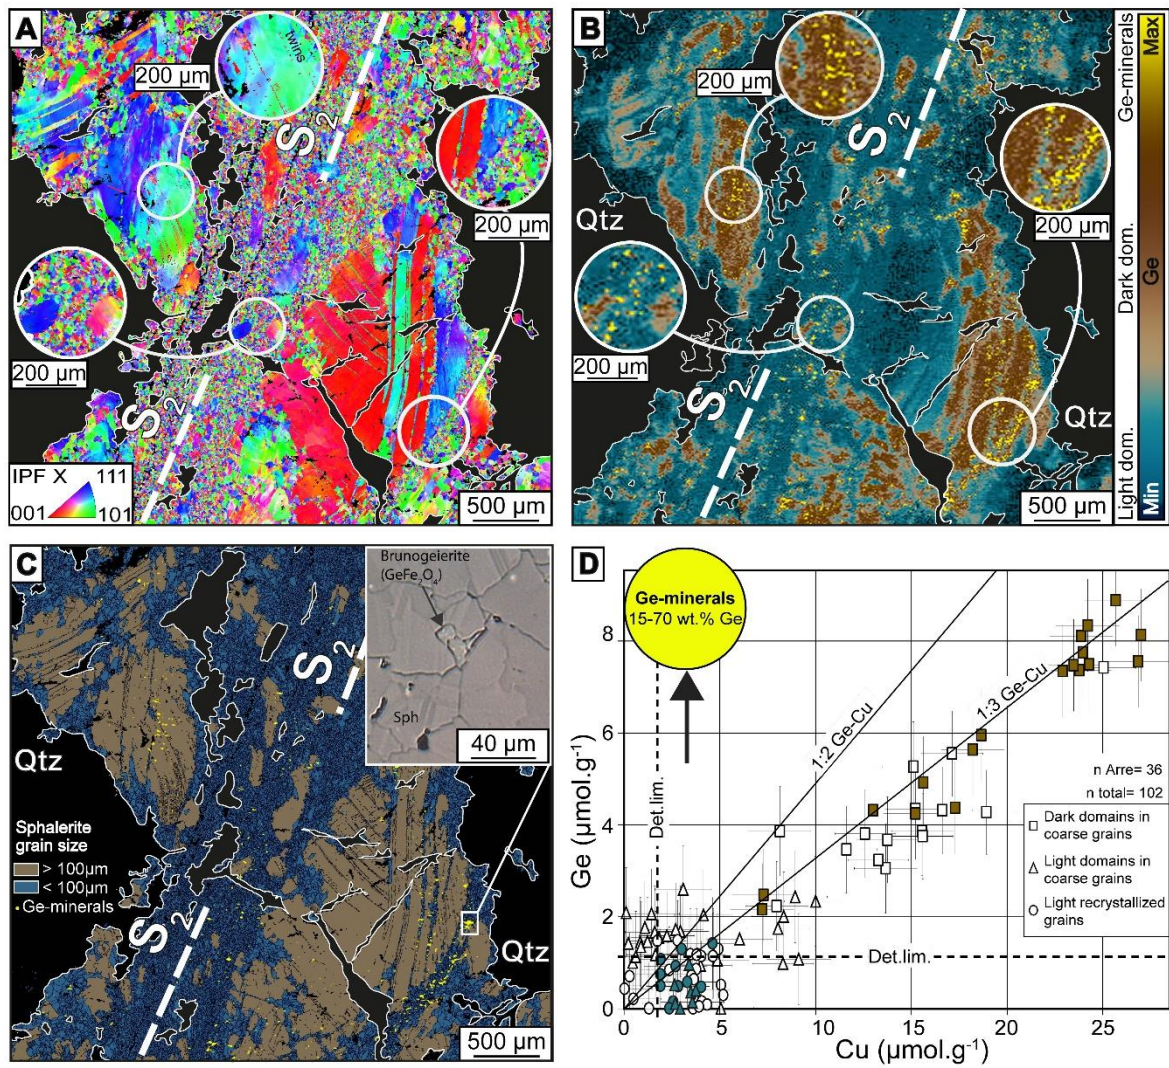 A
twins
200 µm
200 µm
S2
200 µm
200 µm
S2
IPF X 111
001 101
500 µm
B
200 µm
200 µm
S2
Qtz
200 µm
200 µm
S2
Qtz
500 µm
Ge-minerals Max
Dark dom.
Ge
Light dom.
Min
C
Brunogeierite
(GeFe2O4)
Sph
40 µm
S2
Qtz
Sphalerite
grain size
> 100µm
< 100µm
Ge-minerals
S2
Qtz
500 µm
D
Ge-minerals
15-70 wt.% Ge
1:2 Ge-Cu
1:3 Ge-Cu
Det.lim.
n Arre= 36
n total= 102
Dark domains in
coarse grains
Light domains in
coarse grains
Light recrystallized
grains
Det.lim.
8
6
4
2
0
Ge (µmol.g-1)
0 5 10 15 20 25
Cu (µmol.g-1)